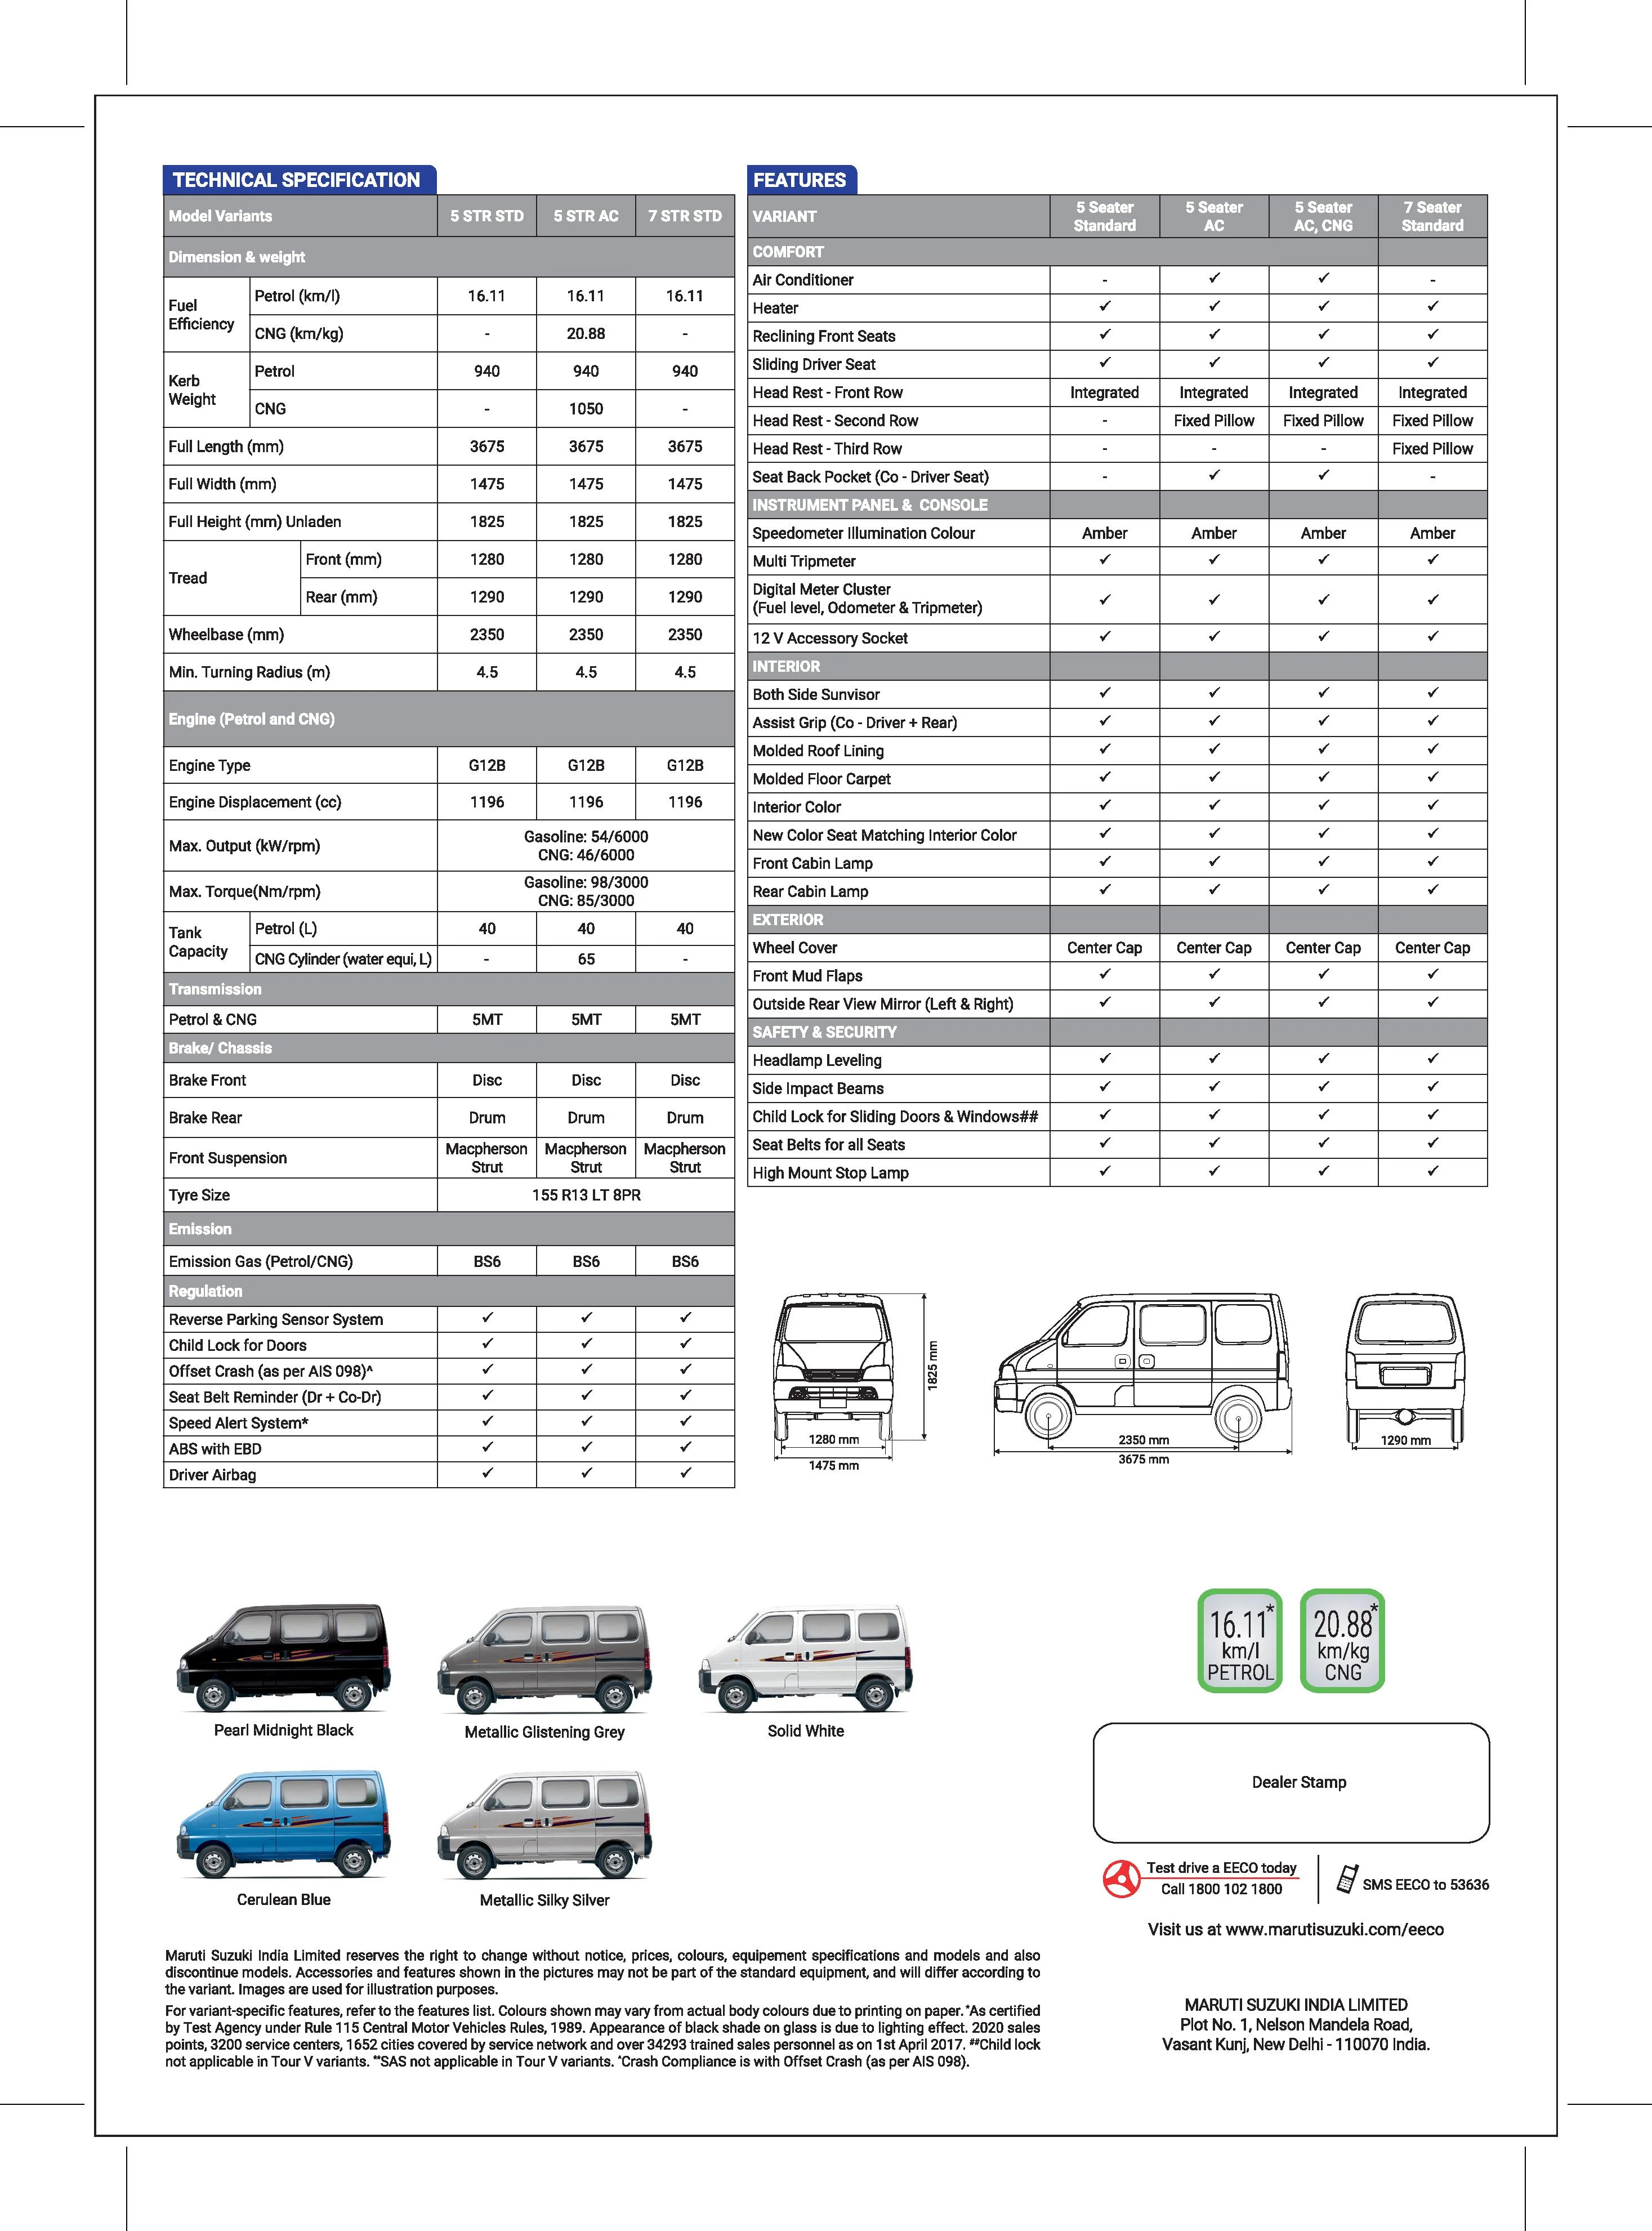 TECHNICAL SPECIFICATION
Model Variants 5 STR STD 5 STR AC 7 STR STD
Dimension & weight
Fuel Efficiency Petrol (km/l) 16.11 16.11 16.11
CNG (km/kg) - 20.88 -
Kerb Weight Petrol 940 940 940
CNG - 1050 -
Full Length (mm) 3675 3675 3675
Full Width (mm) 1475 1475 1475
Full Height (mm) Unladen 1825 1825 1825
Tread Front (mm) 1280 1280 1280
Rear (mm) 1290 1290 1290
Wheelbase (mm) 2350 2350 2350
Min. Turning Radius (m) 4.5 4.5 4.5
Engine (Petrol and CNG)
Engine Type G12B G12B G12B
Engine Displacement (cc) 1196 1196 1196
Max. Output (kW/rpm) Gasoline: 54/6000
CNG: 46/6000
Max. Torque(Nm/rpm) Gasoline: 98/3000
CNG: 85/3000
Tank Capacity Petrol (L) 40 40 40
CNG Cylinder (water equi, L) - 65 -
Transmission
Petrol & CNG 5MT 5MT 5MT
Brake/ Chassis
Brake Front Disc Disc Disc
Brake Rear Drum Drum Drum
Front Suspension Macpherson Strut Macpherson Strut Macpherson Strut
Tyre Size 155 R13 LT 8PR
Emission
Emission Gas (Petrol/CNG) BS6 BS6 BS6
Regulation
Reverse Parking Sensor System ✓ ✓ ✓
Child Lock for Doors ✓ ✓ ✓
Offset Crash (as per AIS 098)^ ✓ ✓ ✓
Seat Belt Reminder (Dr + Co-Dr) ✓ ✓ ✓
Speed Alert System* ✓ ✓ ✓
ABS with EBD ✓ ✓ ✓
Driver Airbag ✓ ✓ ✓
FEATURES
VARIANT 5 Seater Standard 5 Seater AC 5 Seater AC, CNG 7 Seater Standard
COMFORT
Air Conditioner - ✓ ✓ -
Heater ✓ ✓ ✓ ✓
Reclining Front Seats ✓ ✓ ✓ ✓
Sliding Driver Seat ✓ ✓ ✓ ✓
Head Rest - Front Row Integrated Integrated Integrated Integrated
Head Rest - Second Row - Fixed Pillow Fixed Pillow Fixed Pillow
Head Rest - Third Row - - - Fixed Pillow
Seat Back Pocket (Co - Driver Seat) - ✓ ✓ -
INSTRUMENT PANEL & CONSOLE
Speedometer Illumination Colour Amber Amber Amber Amber
Multi Tripmeter ✓ ✓ ✓ ✓
Digital Meter Cluster
(Fuel level, Odometer & Tripmeter) ✓ ✓ ✓ ✓
12 V Accessory Socket ✓ ✓ ✓ ✓
INTERIOR
Both Side Sunvisor ✓ ✓ ✓ ✓
Assist Grip (Co - Driver + Rear) ✓ ✓ ✓ ✓
Molded Roof Lining ✓ ✓ ✓ ✓
Molded Floor Carpet ✓ ✓ ✓ ✓
Interior Color ✓ ✓ ✓ ✓
New Color Seat Matching Interior Color ✓ ✓ ✓ ✓
Front Cabin Lamp ✓ ✓ ✓ ✓
Rear Cabin Lamp ✓ ✓ ✓ ✓
EXTERIOR
Wheel Cover Center Cap Center Cap Center Cap Center Cap
Front Mud Flaps ✓ ✓ ✓ ✓
Outside Rear View Mirror (Left & Right) ✓ ✓ ✓ ✓
SAFETY & SECURITY
Headlamp Leveling ✓ ✓ ✓ ✓
Side Impact Beams ✓ ✓ ✓ ✓
Child Lock for Sliding Doors & Windows## ✓ ✓ ✓ ✓
Seat Belts for all Seats ✓ ✓ ✓ ✓
High Mount Stop Lamp ✓ ✓ ✓ ✓
1825 mm
1280 mm
1475 mm
2350 mm
3675 mm
1290 mm
Pearl Midnight Black
Metallic Glistening Grey
Solid White
Cerulean Blue
Metallic Silky Silver
16.11*
km/l
PETROL
20.88*
km/kg
CNG
Dealer Stamp
Test drive a EECO today
Call 1800 102 1800
SMS EECO to 53636
Visit us at www.marutisuzuki.com/eeco
Maruti Suzuki India Limited reserves the right to change without notice, prices, colours, equipement specifications and models and also
discontinue models. Accessories and features shown in the pictures may not be part of the standard equipment, and will differ according to
the variant. Images are used for illustration purposes.
For variant-specific features, refer to the features list. Colours shown may vary from actual body colours due to printing on paper. *As certified
by Test Agency under Rule 115 Central Motor Vehicles Rules, 1989. Appearance of black shade on glass is due to lighting effect. 2020 sales
points, 3200 service centers, 1652 cities covered by service network and over 34293 trained sales personnel as on 1st April 2017. ##Child lock
not applicable in Tour V variants. **SAS not applicable in Tour V variants. ^Crash Compliance is with Offset Crash (as per AIS 098).
MARUTI SUZUKI INDIA LIMITED
Plot No. 1, Nelson Mandela Road,
Vasant Kunj, New Delhi - 110070 India.